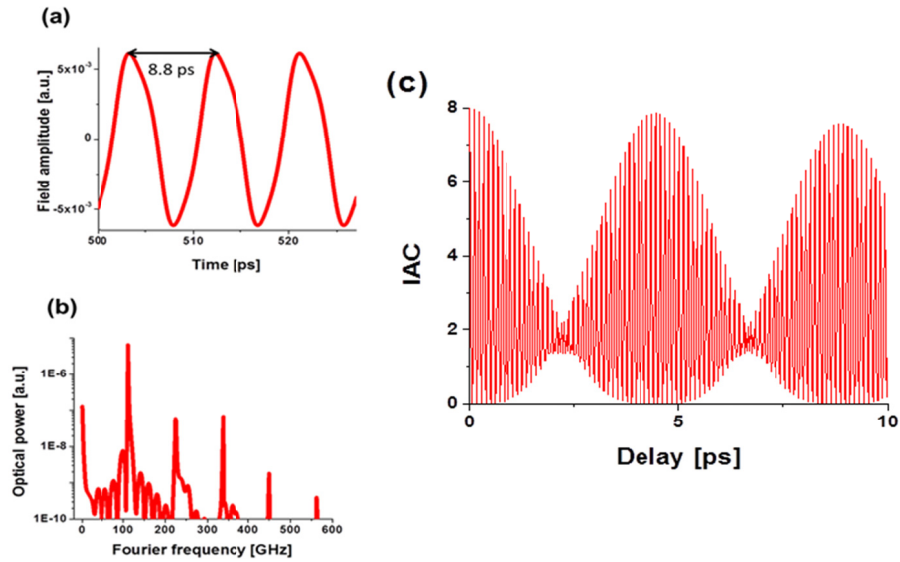 (a)
Field amplitude [a.u.]
5x10⁻³
0
-5x10⁻³
8.8 ps
500
510
520
Time [ps]
(b)
Optical power [a.u.]
1E-6
1E-8
1E-10
0
100
200
300
400
500
600
Fourier frequency [GHz]
(c)
IAC
8
6
4
2
0
0
5
10
Delay [ps]